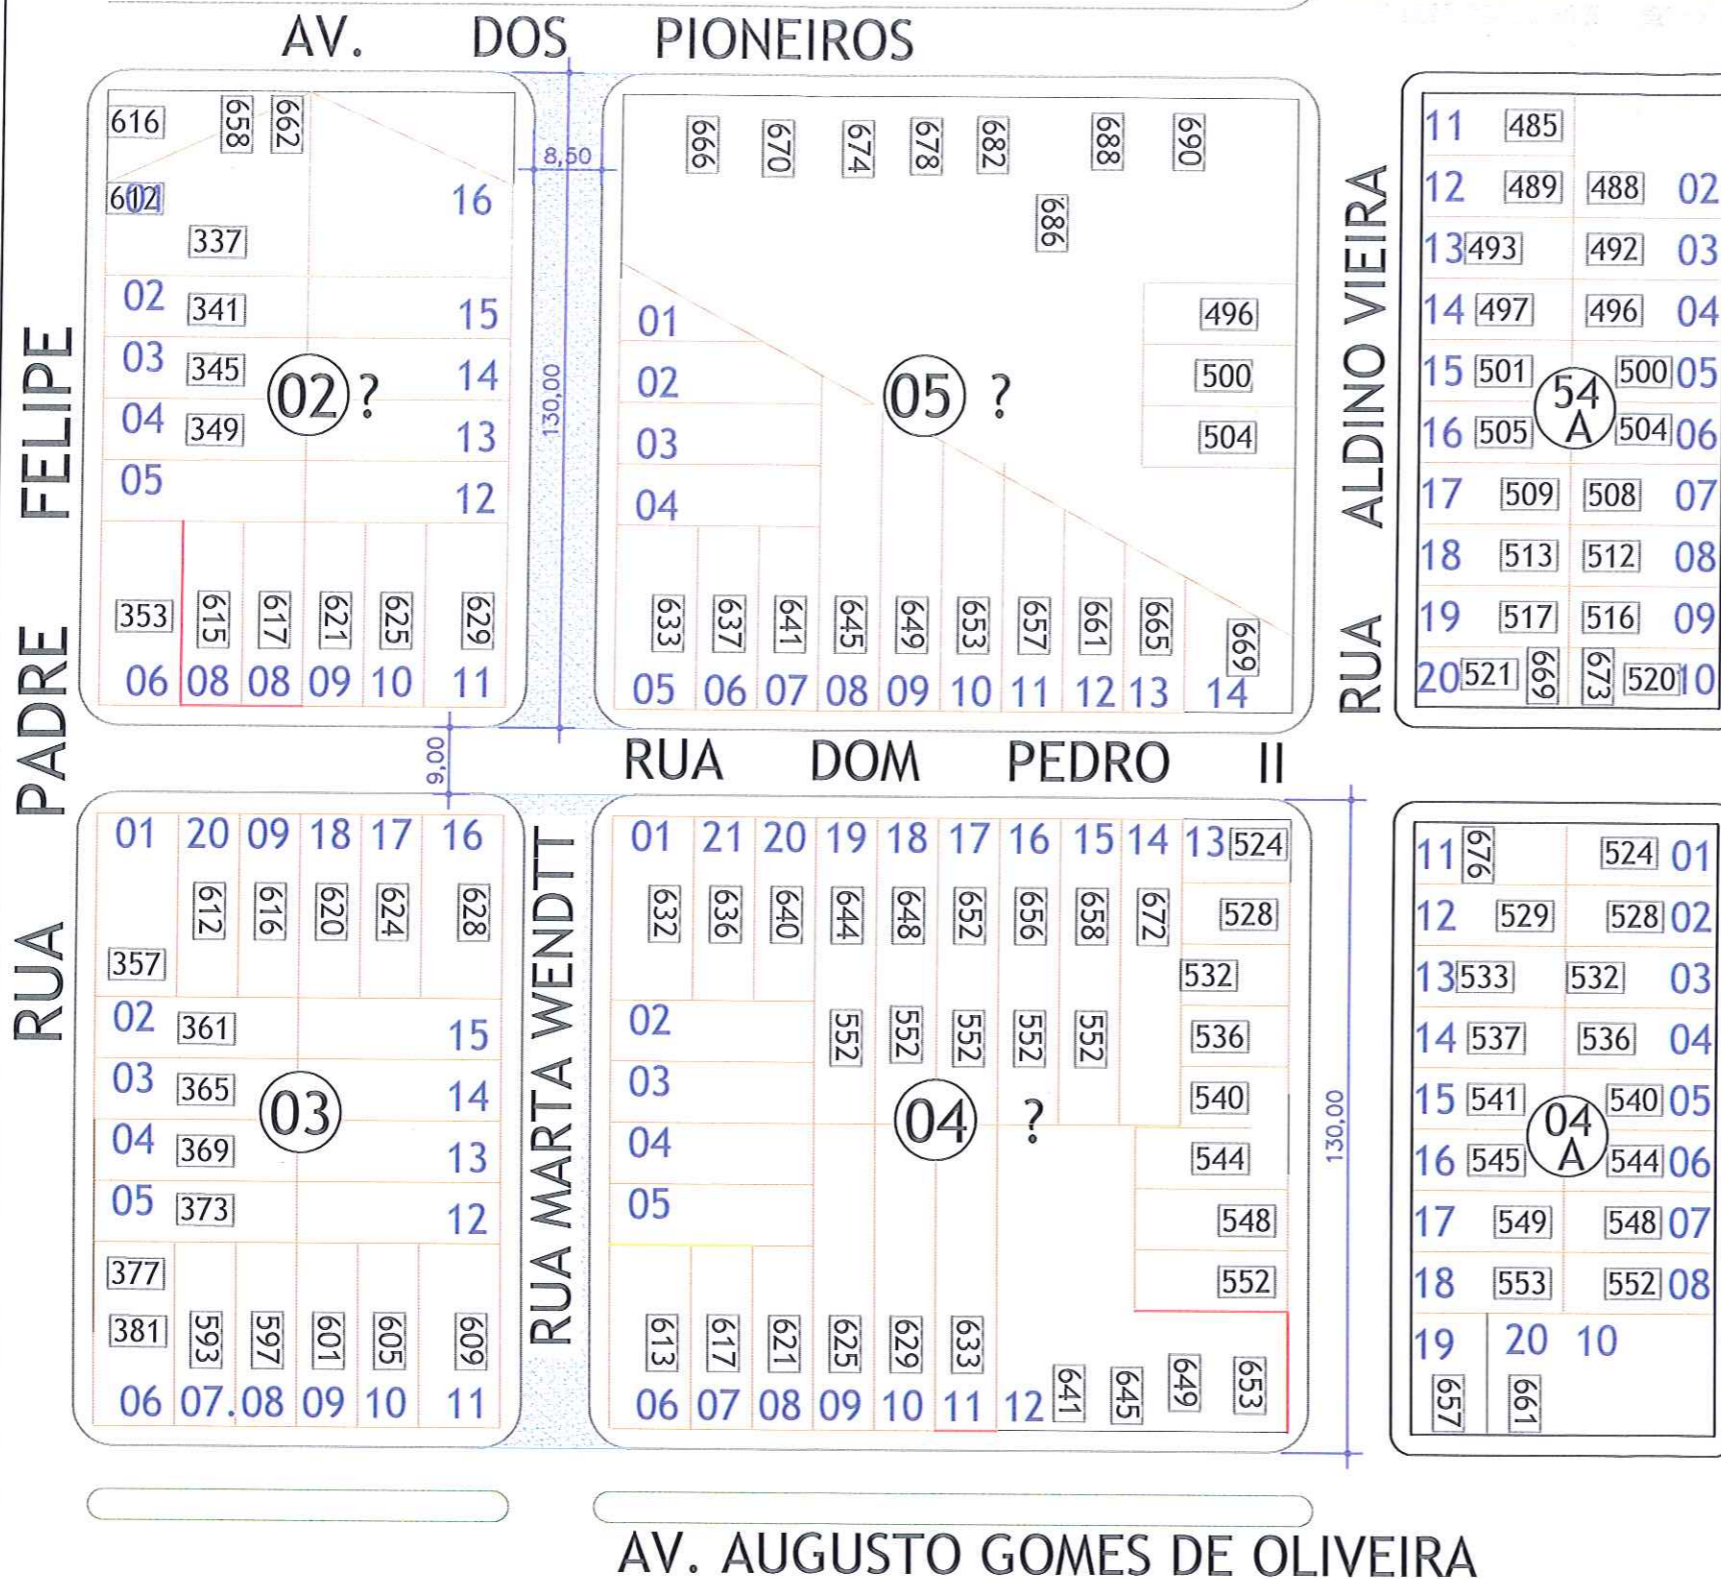 AV. DOS PIONEIROS
RUA PADRE FELIPE
RUA MARTA WENDTT
RUA ALDINO VIEIRA
616 658 662
612 01 16
337
02 341 15
03 345 02 ? 14
04 349 13
05 12
353 615 617 621 625 629
06 08 08 09 10 11
8,50
130,00
9,00
666 670 674 678 682 688 690
686
01 496
02 05 ? 500
03 504
04
633 637 641 645 649 653 657 661 665 669
05 06 07 08 09 10 11 12 13 14
11 485
12 489 488 02
13 493 492 03
14 497 496 04
15 501 54 A 500 05
16 505 504 06
17 509 508 07
18 513 512 08
19 517 516 09
20 521 669 673 520 10
RUA DOM PEDRO II
01 20 09 18 17 16
612 616 620 624 628
357
02 361 15
03 365 03 14
04 369 13
05 373 12
377
381 593 597 601 605 609
06 07. 08 09 10 11
01 21 20 19 18 17 16 15 14 13 524
632 636 640 644 648 652 656 658 672 528
532
02 552 552 552 552 552 536
03 04 ? 540
04 544
05 548
552
613 617 621 625 629 633 641 645 649 653
06 07 08 09 10 11 12
130,00
11 676 524 01
12 529 528 02
13 533 532 03
14 537 536 04
15 541 04 A 540 05
16 545 544 06
17 549 548 07
18 553 552 08
19 20 10
657 661
AV. AUGUSTO GOMES DE OLIVEIRA